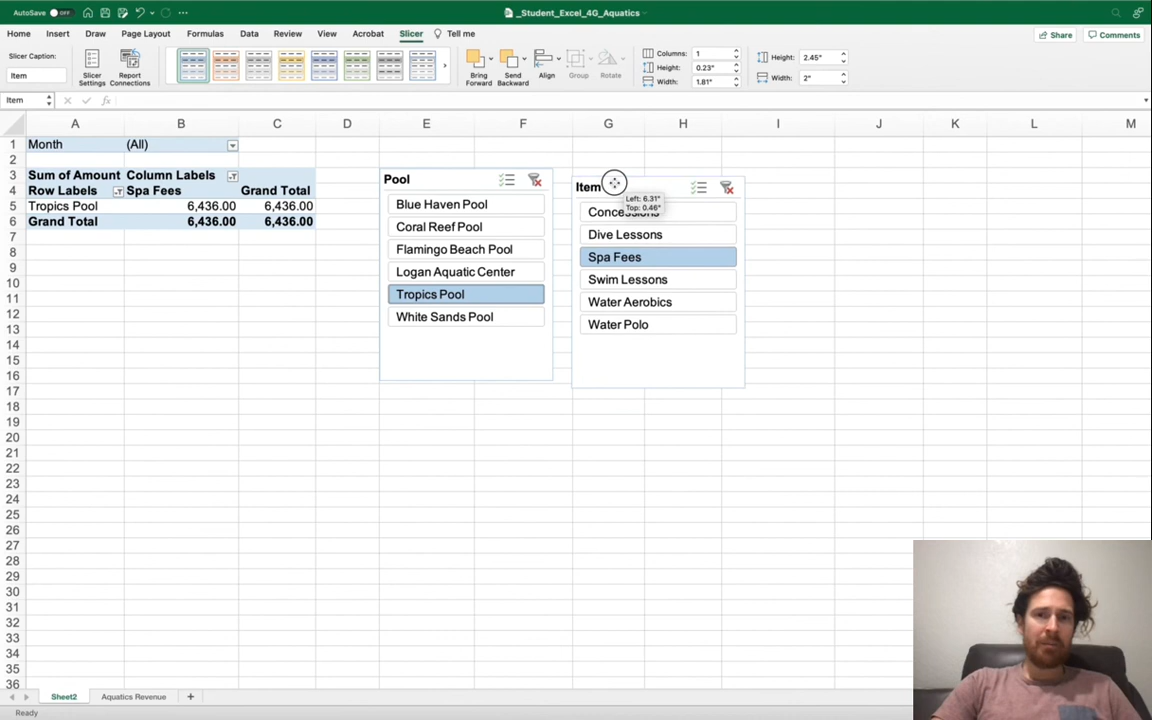 AutoSave OFF _Student_Excel_4G_Aquatics
Home Insert Draw Page Layout Formulas Data Review View Acrobat Slicer Tell me Share Comments
Slicer Caption:
Item
Slicer Settings
Report Connections
Bring Forward
Send Backward
Align
Group
Rotate
Columns: 1
Height: 0.23"
Width: 1.81"
Height: 2.45"
Width: 2"
Item fx
A B C D E F G H I J K L M
1 Month (All)
2
3 Sum of Amount Column Labels
4 Row Labels Spa Fees Grand Total
5 Tropics Pool 6,436.00 6,436.00
6 Grand Total 6,436.00 6,436.00
7
8
9
10
11
12
13
14
15
16
17
18
19
20
21
22
23
24
25
26
27
28
29
30
31
32
33
34
35
36
Pool
Blue Haven Pool
Coral Reef Pool
Flamingo Beach Pool
Logan Aquatic Center
Tropics Pool
White Sands Pool
Item
Left: 6.31"
Top: 0.46"
Concessions
Dive Lessons
Spa Fees
Swim Lessons
Water Aerobics
Water Polo
Sheet2 Aquatics Revenue +
Ready